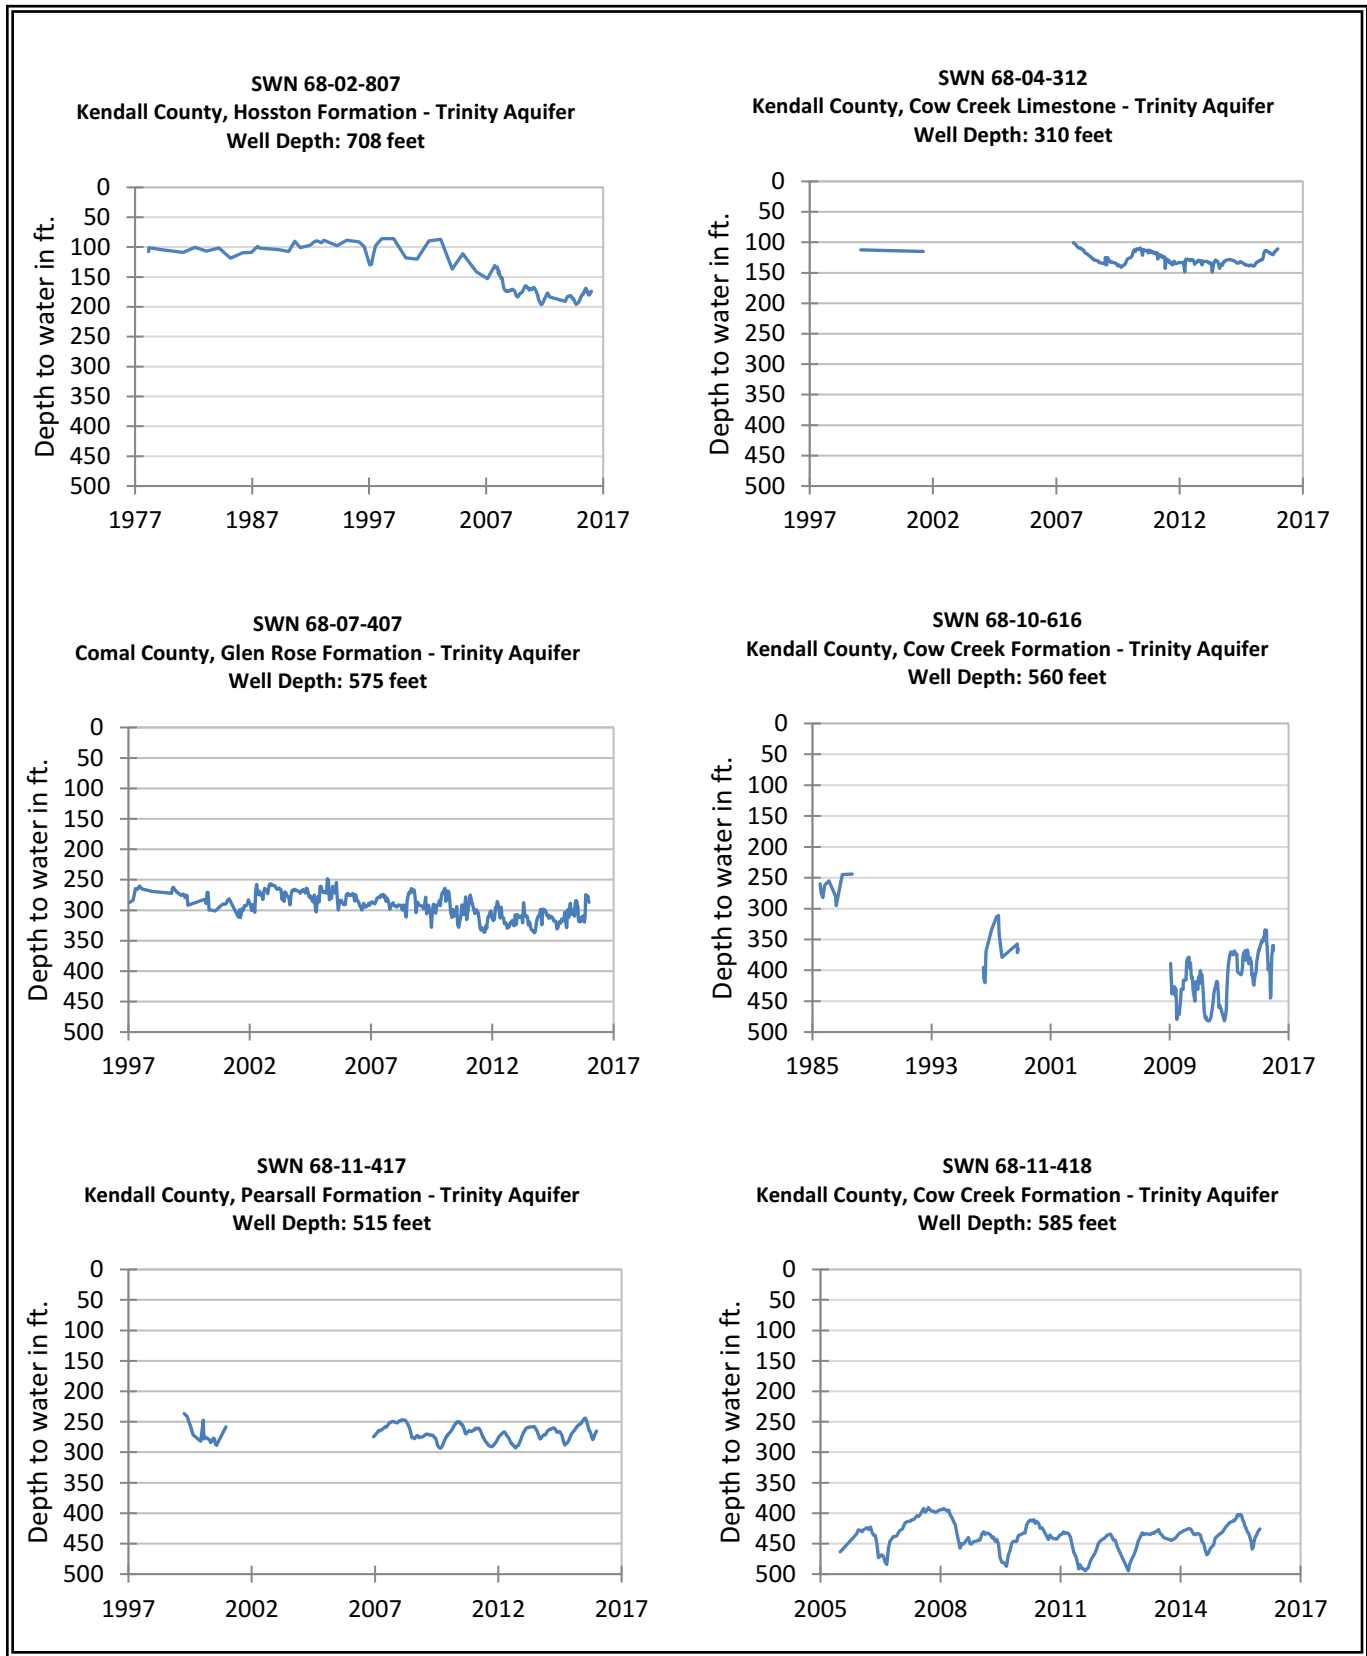 SWN 68-02-807
Kendall County, Hosston Formation - Trinity Aquifer
Well Depth: 708 feet
Depth to water in ft.
0
50
100
150
200
250
300
350
400
450
500
1977 1987 1997 2007 2017
SWN 68-04-312
Kendall County, Cow Creek Limestone - Trinity Aquifer
Well Depth: 310 feet
Depth to water in ft.
0
50
100
150
200
250
300
350
400
450
500
1997 2002 2007 2012 2017
SWN 68-07-407
Comal County, Glen Rose Formation - Trinity Aquifer
Well Depth: 575 feet
Depth to water in ft.
0
50
100
150
200
250
300
350
400
450
500
1997 2002 2007 2012 2017
SWN 68-10-616
Kendall County, Cow Creek Formation - Trinity Aquifer
Well Depth: 560 feet
Depth to water in ft.
0
50
100
150
200
250
300
350
400
450
500
1985 1993 2001 2009 2017
SWN 68-11-417
Kendall County, Pearsall Formation - Trinity Aquifer
Well Depth: 515 feet
Depth to water in ft.
0
50
100
150
200
250
300
350
400
450
500
1997 2002 2007 2012 2017
SWN 68-11-418
Kendall County, Cow Creek Formation - Trinity Aquifer
Well Depth: 585 feet
Depth to water in ft.
0
50
100
150
200
250
300
350
400
450
500
2005 2008 2011 2014 2017